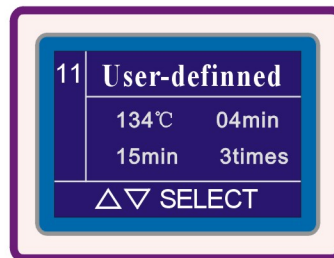 11 User-definned
134℃ 04min
15min 3times
△▽ SELECT